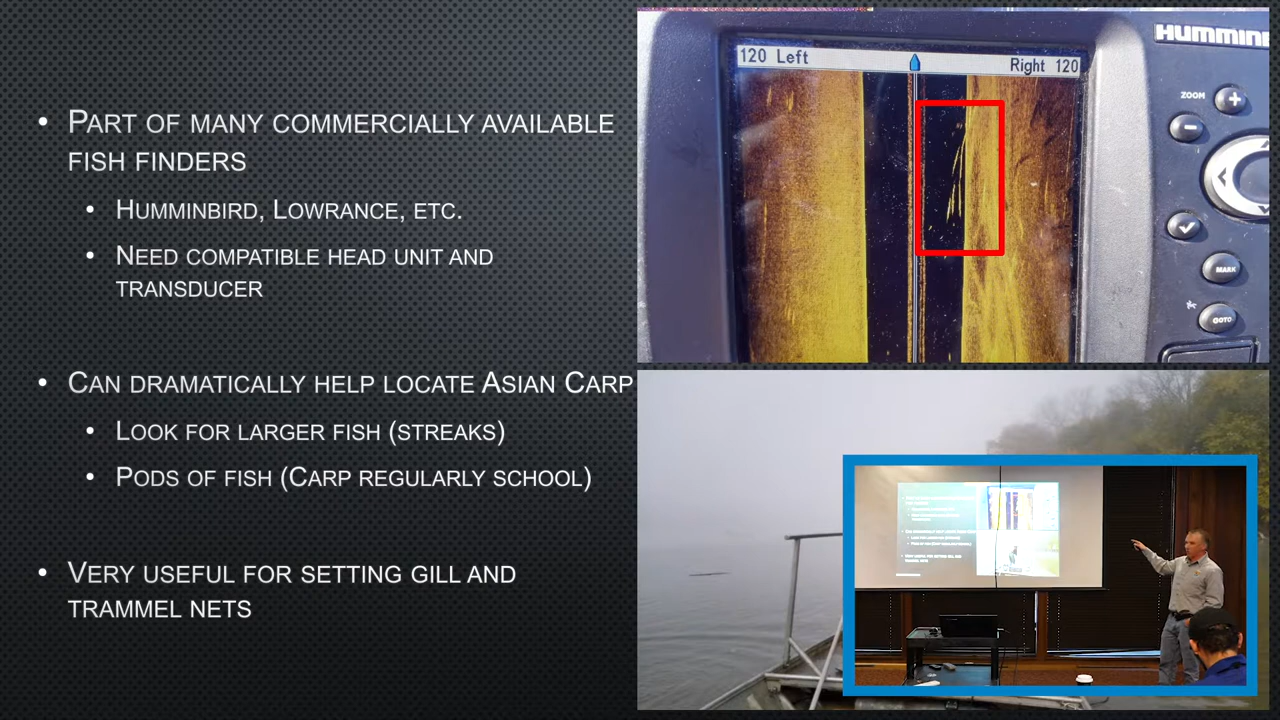 • PART OF MANY COMMERCIALLY AVAILABLE
FISH FINDERS
• HUMMINBIRD, LOWRANCE, ETC.
• NEED COMPATIBLE HEAD UNIT AND
TRANSDUCER
• CAN DRAMATICALLY HELP LOCATE ASIAN CARP
• LOOK FOR LARGER FISH (STREAKS)
• PODS OF FISH (CARP REGULARLY SCHOOL)
• VERY USEFUL FOR SETTING GILL AND
TRAMMEL NETS
120 Left
Right 120
HUMMIN
ZOOM
+
-
MARK
GOTO